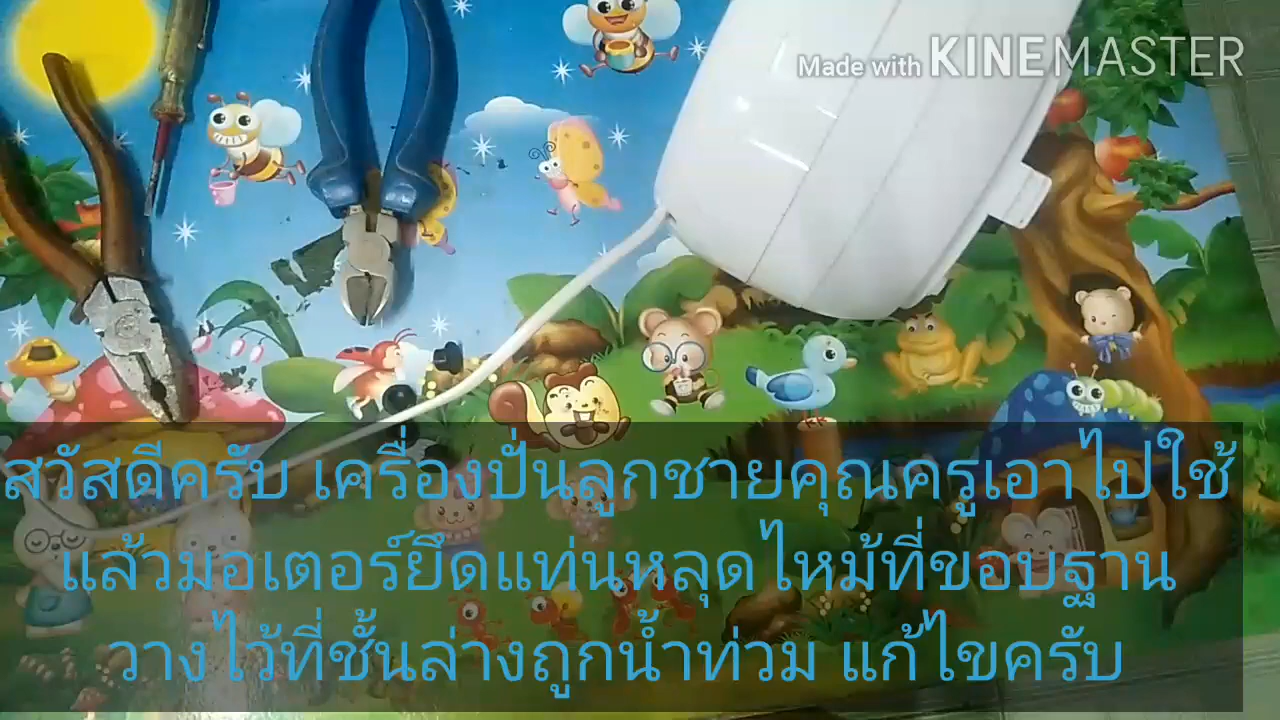 Made with KINEMASTER
สวัสดีครับ เครื่องปั่นลูกชายคุณครูเอาไปใช้
แล้วมอเตอร์ยึดแท่นหลุดไหม้ที่ขอบฐาน
วางไว้ที่ชั้นล่างถูกน้ำท่วม แก้ไขครับ